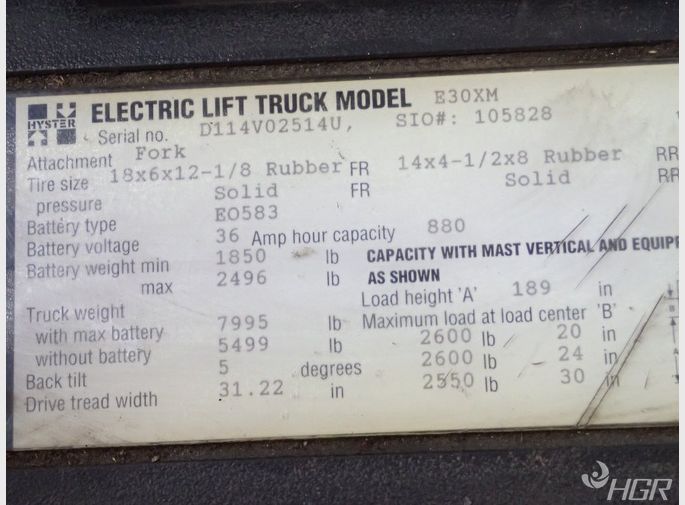 HYSTER
ELECTRIC LIFT TRUCK MODEL E30XM
Serial no. D114V02514U, SIO#: 105828
Attachment Fork
Tire size 18x6x12-1/8 Rubber FR 14x4-1/2x8 Rubber RR
pressure Solid FR Solid RR
Battery type EO583
Battery voltage 36 Amp hour capacity 880
Battery weight min 1850 lb CAPACITY WITH MAST VERTICAL AND
max 2496 lb AS SHOWN
Load height 'A' 189 in
Truck weight Maximum load at load center 'B'
with max battery 7995 lb 2600 lb 20 in
without battery 5499 lb 2600 lb 24 in
Back tilt 5 degrees 2550 lb 30 in
Drive tread width 31.22 in
HGR